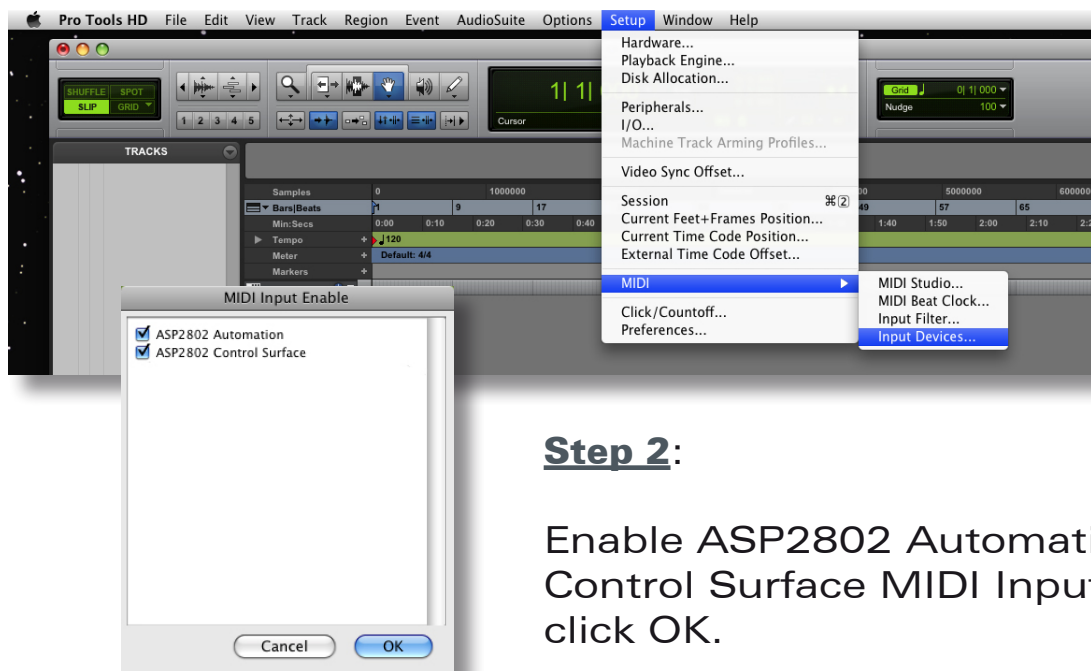 Pro Tools HD File Edit View Track Region Event AudioSuite Options Setup Window Help
Hardware...
Playback Engine...
Disk Allocation...
Peripherals...
I/O...
Machine Track Arming Profiles...
Video Sync Offset...
Session ⌘2
Current Feet+Frames Position...
Current Time Code Position...
External Time Code Offset...
MIDI
Click/Countoff...
Preferences...
MIDI Studio...
MIDI Beat Clock...
Input Filter...
Input Devices...
SHUFFLE SPOT
SLIP GRID
1 2 3 4 5
1| 1|
Cursor
Grid 0| 1| 000
Nudge 100
TRACKS
Samples 0 1000000 5000000
Bars|Beats 1 9 17 49 57 65
Min:Secs 0:00 0:10 0:20 0:30 0:40 1:40 1:50 2:00 2:10
Tempo + 120
Meter + Default: 4/4
Markers +
MIDI Input Enable
ASP2802 Automation
ASP2802 Control Surface
Cancel OK
Step 2:
Enable ASP2802 Automati
Control Surface MIDI Input
click OK.